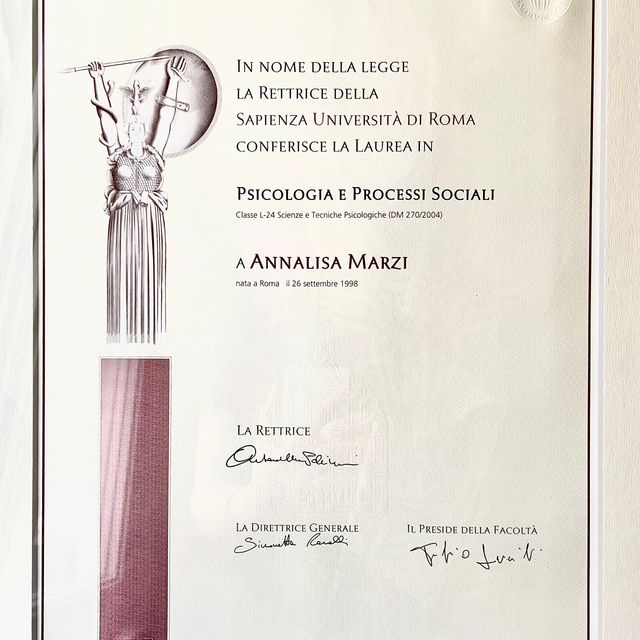 In nome della legge
la Rettrice della
Sapienza Università di Roma
conferisce la Laurea in
Psicologia e Processi Sociali
Classe L-24 Scienze e Tecniche Psicologiche (DM 270/2004)
a Annalisa Marzi
nata a Roma il 26 settembre 1998
La Rettrice
La Direttrice Generale
Il Preside della Facoltà
Simonetta Ranalli